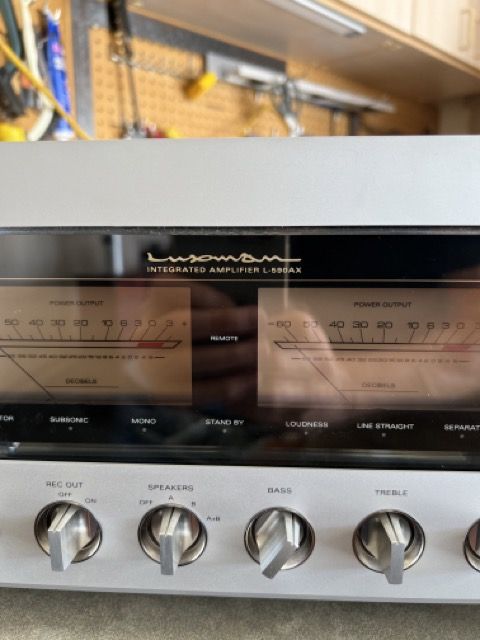 LUXMAN
INTEGRATED AMPLIFIER L-590AX
POWER OUTPUT
50 40 30 20 10 6 3 0 3 +
DECIBELS
REMOTE
POWER OUTPUT
-60 50 40 30 20 10 6 3 0 3
DECIBELS
SUBSONIC
MONO
STAND BY
LOUDNESS
LINE STRAIGHT
SEPARAT
REC OUT
OFF
ON
SPEAKERS
OFF
A
B
A+B
BASS
TREBLE